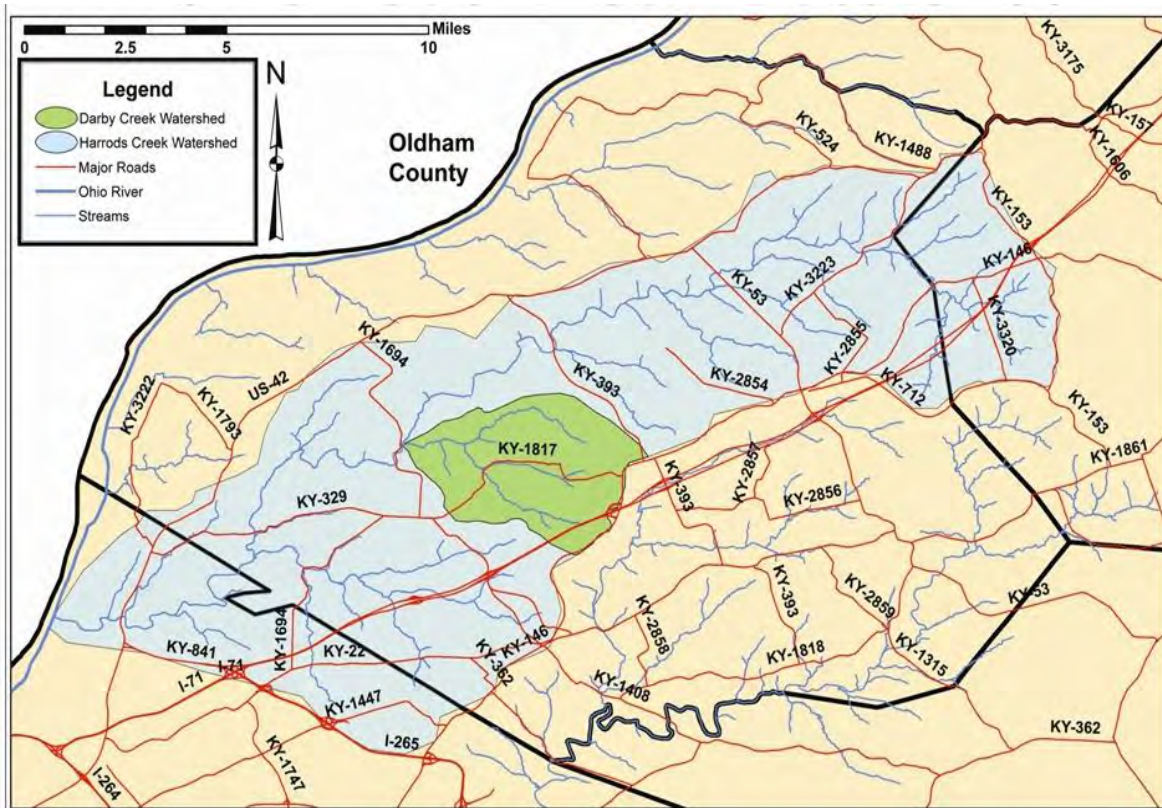 Miles
0 2.5 5 10
Legend
Darby Creek Watershed
Harrods Creek Watershed
Major Roads
Ohio River
Streams
N
Oldham
County
KY-3175
KY-157
KY-1606
KY-524
KY-1488
KY-153
KY-146
KY-3223
KY-53
KY-3320
KY-2855
KY-1694
KY-393
KY-2854
KY-712
US-42
KY-3222
KY-1793
KY-153
KY-1817
KY-1861
KY-2857
KY-393
KY-2856
KY-329
KY-393
KY-2859
KY-53
KY-1694
KY-2858
KY-146
KY-841
KY-22
KY-362
KY-1818
KY-1315
I-71
I-71
KY-1408
KY-1447
I-265
KY-362
KY-1747
I-264